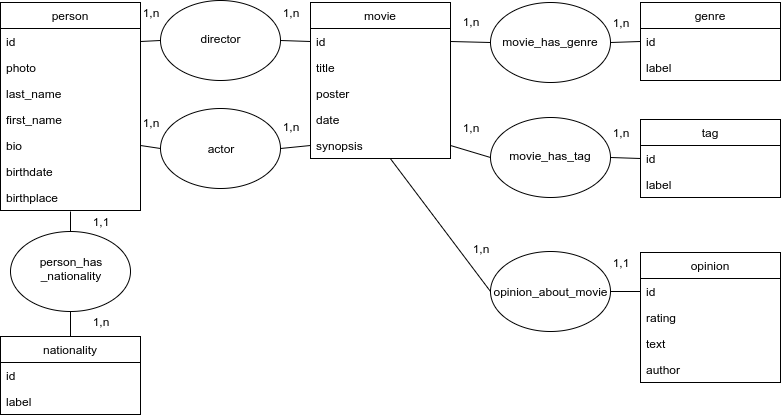 person
id
photo
last_name
first_name
bio
birthdate
birthplace
1,n
director
1,n
1,n
actor
1,n
movie
id
title
poster
date
synopsis
1,n
movie_has_genre
1,n
genre
id
label
1,n
movie_has_tag
1,n
tag
id
label
1,n
opinion_about_movie
1,1
opinion
id
rating
text
author
1,1
person_has
_nationality
1,n
nationality
id
label